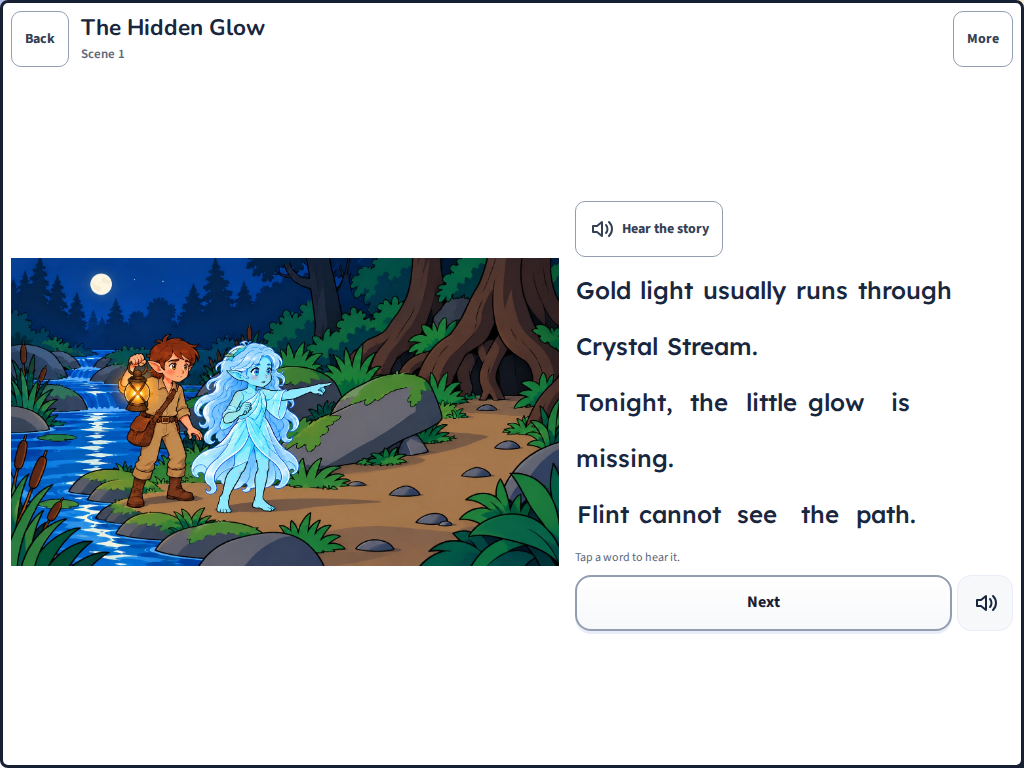 Back
The Hidden Glow
Scene 1
More
Hear the story
Gold light usually runs through
Crystal Stream.
Tonight, the little glow is
missing.
Flint cannot see the path.
Tap a word to hear it.
Next